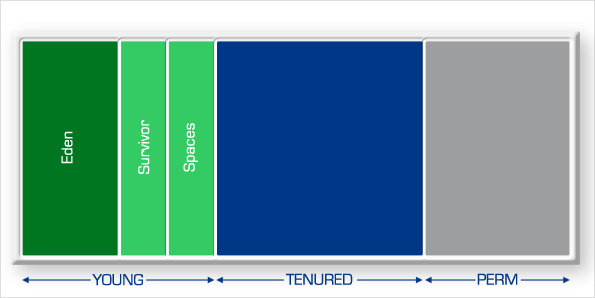 Eden
Survivor
Spaces
YOUNG
TENURED
PERM